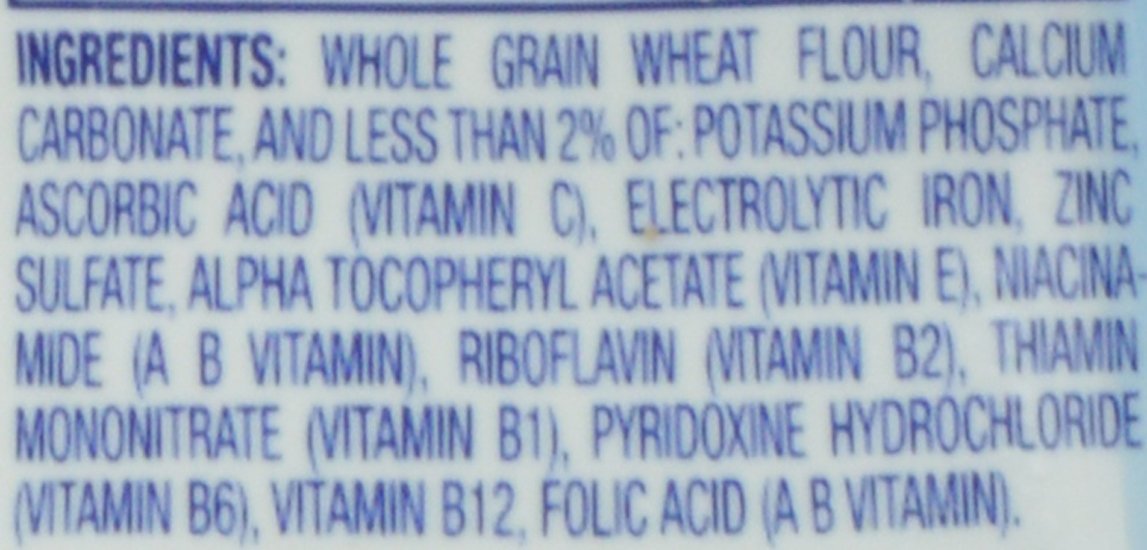 INGREDIENTS: WHOLE GRAIN WHEAT FLOUR, CALCIUM
CARBONATE, AND LESS THAN 2% OF: POTASSIUM PHOSPHATE,
ASCORBIC ACID (VITAMIN C), ELECTROLYTIC IRON, ZINC
SULFATE, ALPHA TOCOPHERYL ACETATE (VITAMIN E), NIACINA
MIDE (A B VITAMIN), RIBOFLAVIN (VITAMIN B2), THIAMIN
MONONITRATE (VITAMIN B1), PYRIDOXINE HYDROCHLORIDE
(VITAMIN B6), VITAMIN B12, FOLIC ACID (A B VITAMIN).